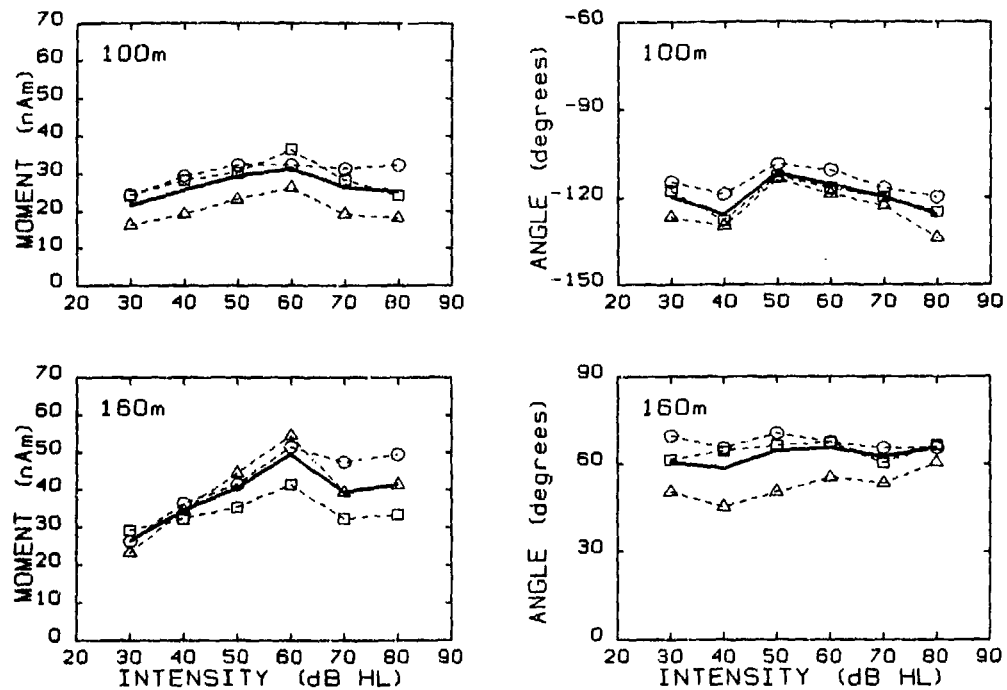 70
60
50
40
30
20
10
0
MOMENT (nAm)
100m
20 30 40 50 60 70 80 90
-60
-90
-120
-150
ANGLE (degrees)
100m
20 30 40 50 60 70 80 90
70
60
50
40
30
20
10
0
MOMENT (nAm)
160m
20 30 40 50 60 70 80 90
INTENSITY (dB HL)
90
60
30
0
ANGLE (degrees)
160m
20 30 40 50 60 70 80 90
INTENSITY (dB HL)